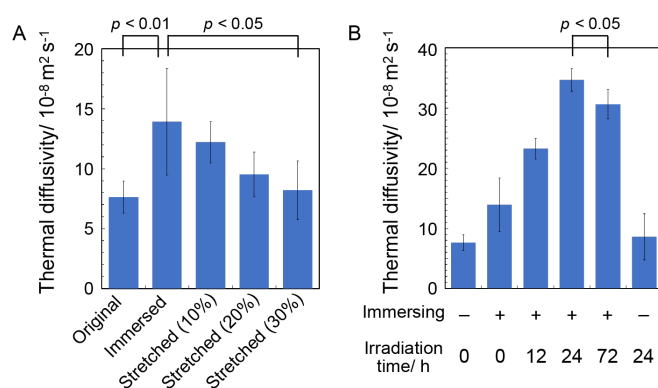 A
p < 0.01
p < 0.05
Thermal diffusivity/ 10-8 m2 s-1
20
15
10
5
0
Original
Immersed
Stretched (10%)
Stretched (20%)
Stretched (30%)
B
p < 0.05
Thermal diffusivity/ 10-8 m2 s-1
40
30
20
10
0
Immersing − + + + + −
Irradiation time/ h 0 0 12 24 72 24